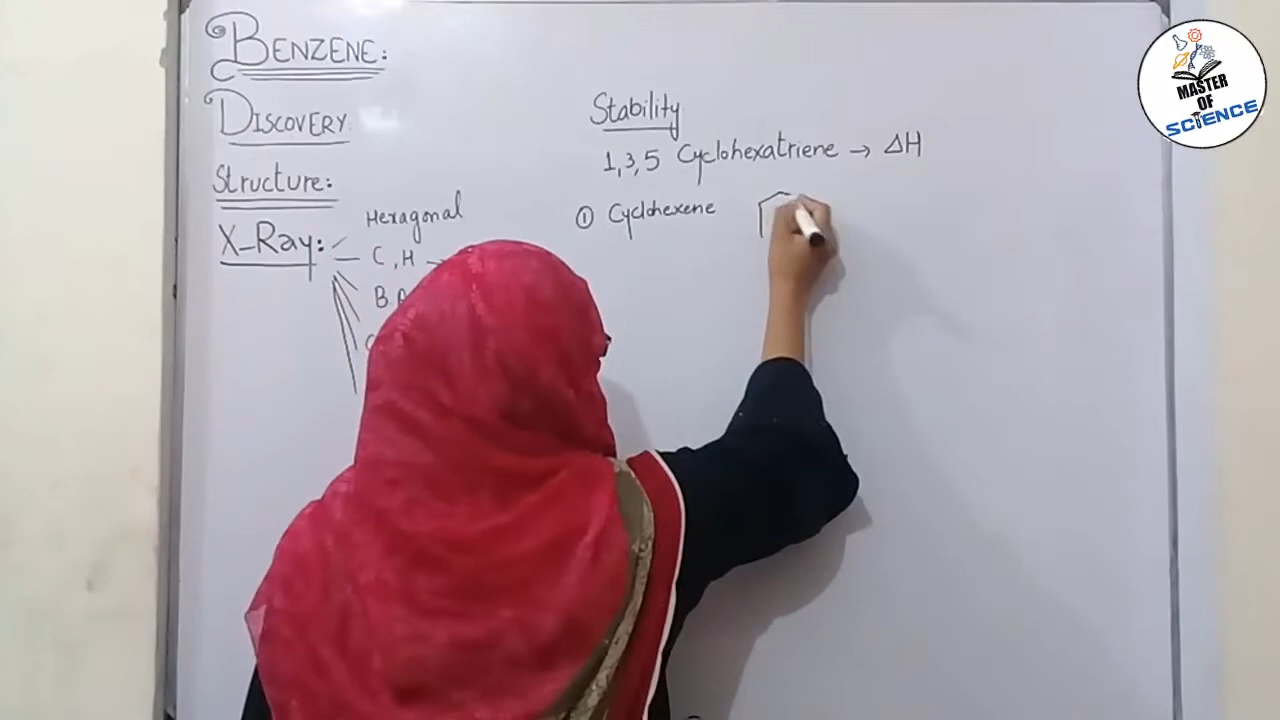 BENZENE:
DISCOVERY
Structure:
X-Ray:
Hexagonal
C, H
B
Stability
1,3,5 Cyclohexatriene → ΔH
① Cyclohexene
MASTER
OF
SCIENCE